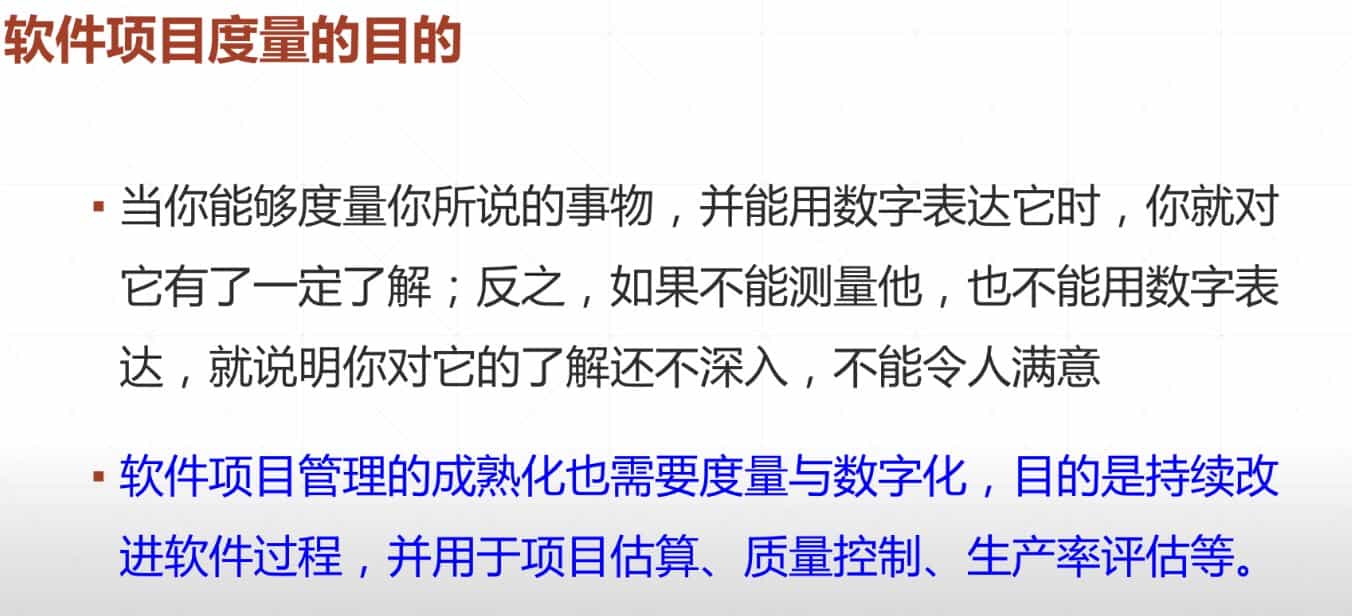 软件项目度量的目的
▪ 当你能够度量你所说的事物，并能用数字表达它时，你就对
它有了一定了解；反之，如果不能测量他，也不能用数字表
达，就说明你对它的了解还不深入，不能令人满意
▪ 软件项目管理的成熟化也需要度量与数字化，目的是持续改
进软件过程，并用于项目估算、质量控制、生产率评估等。